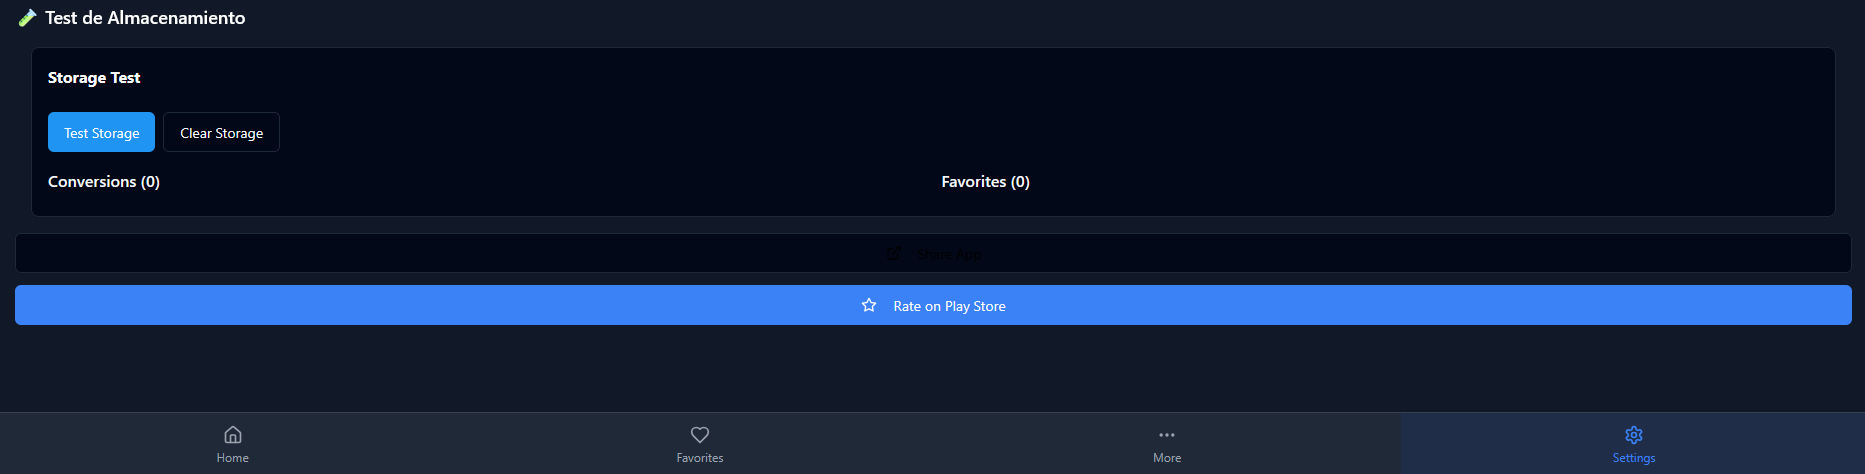 Test de Almacenamiento
Storage Test
Test Storage
Clear Storage
Conversions (0)
Favorites (0)
Share App
Rate on Play Store
Home
Favorites
More
Settings